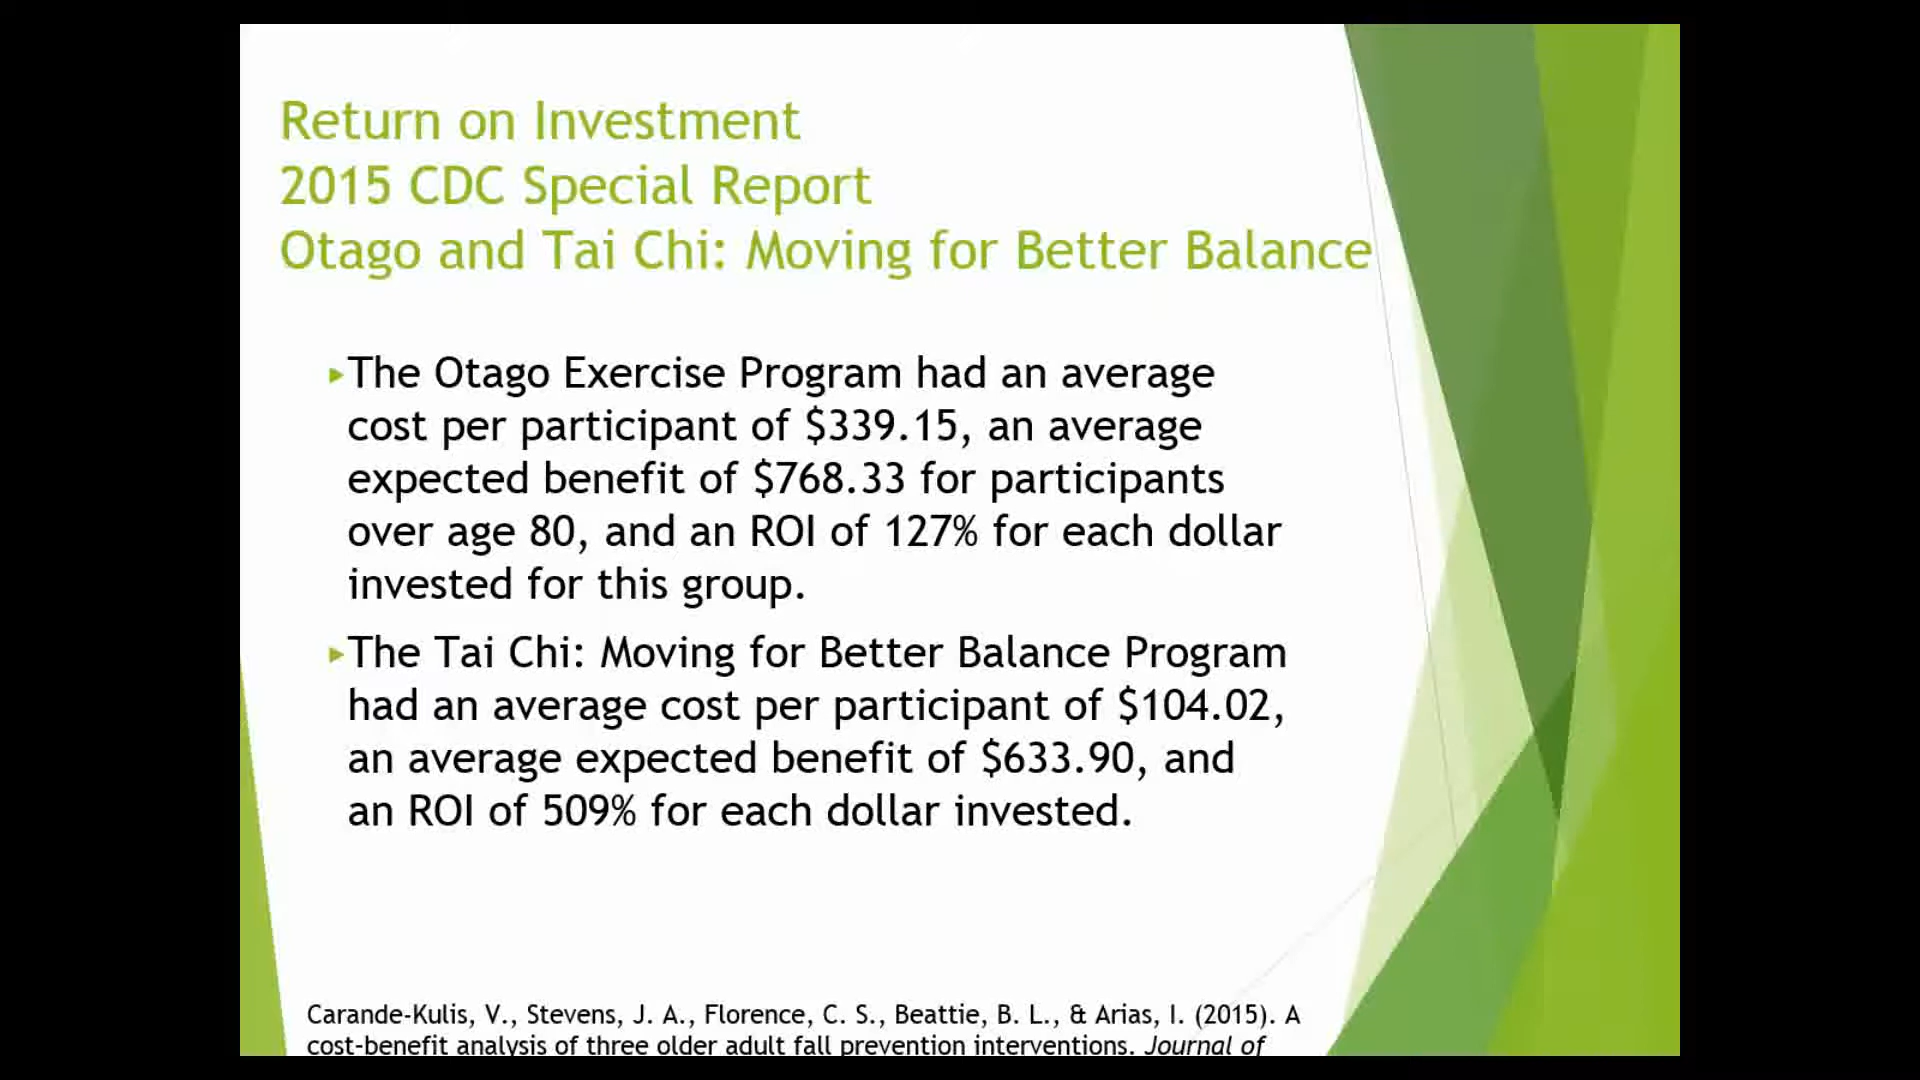 Return on Investment
2015 CDC Special Report
Otago and Tai Chi: Moving for Better Balance
The Otago Exercise Program had an average
cost per participant of $339.15, an average
expected benefit of $768.33 for participants
over age 80, and an ROI of 127% for each dollar
invested for this group.
The Tai Chi: Moving for Better Balance Program
had an average cost per participant of $104.02,
an average expected benefit of $633.90, and
an ROI of 509% for each dollar invested.
Carande-Kulis, V., Stevens, J. A., Florence, C. S., Beattie, B. L., & Arias, I. (2015). A
cost-benefit analysis of three older adult fall prevention interventions. Journal of